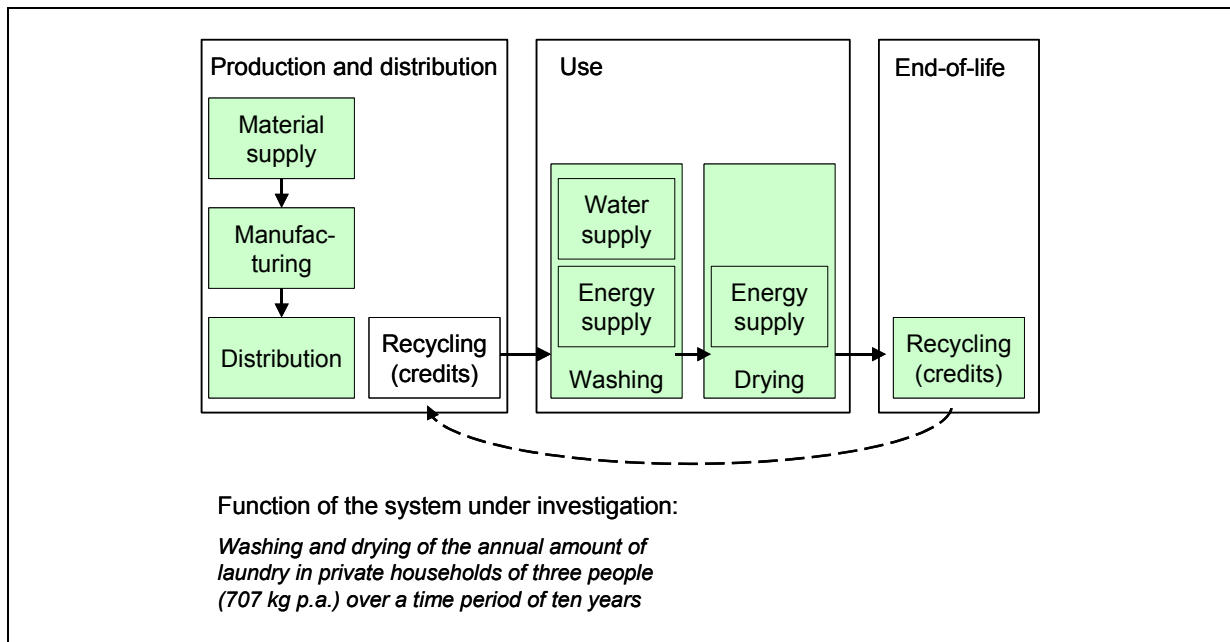 Production and distribution
Material
supply
Manufac-
turing
Distribution
Recycling
(credits)
Use
Water
supply
Energy
supply
Washing
Energy
supply
Drying
End-of-life
Recycling
(credits)
Function of the system under investigation:
Washing and drying of the annual amount of
laundry in private households of three people
(707 kg p.a.) over a time period of ten years